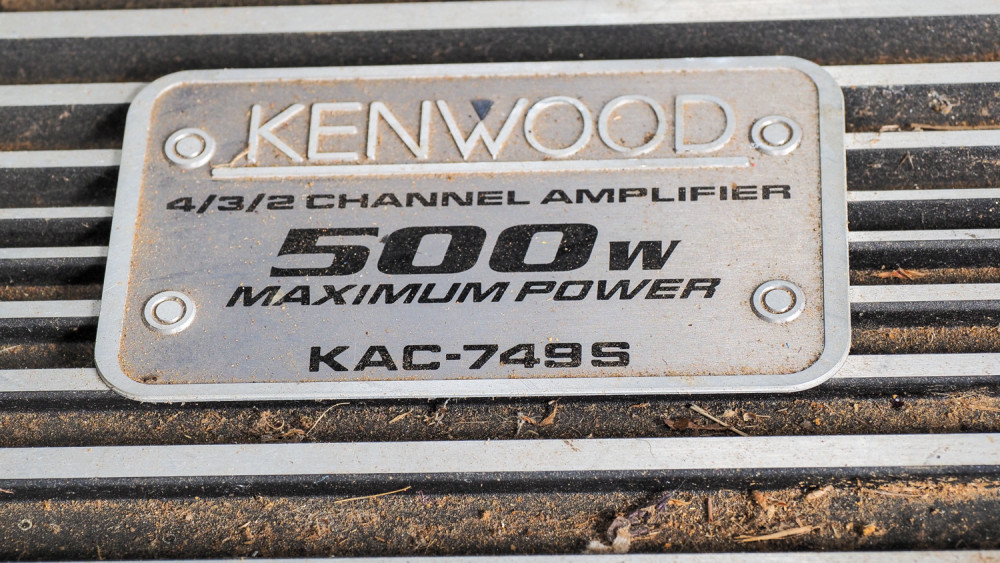 KENWOOD
4/3/2 CHANNEL AMPLIFIER
500W
MAXIMUM POWER
KAC-749S